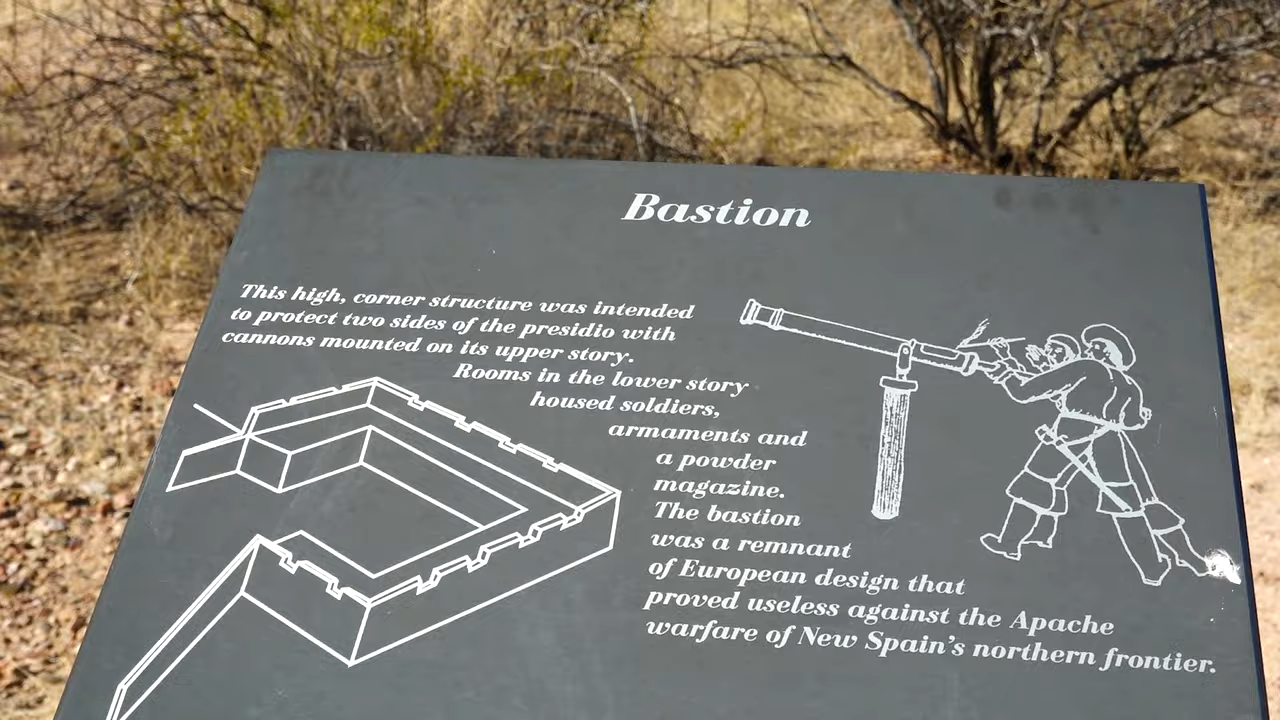 Bastion
This high, corner structure was intended
to protect two sides of the presidio with
cannons mounted on its upper story.
Rooms in the lower story
housed soldiers,
armaments and
a powder
magazine.
The bastion
was a remnant
of European design that
proved useless against the Apache
warfare of New Spain's northern frontier.